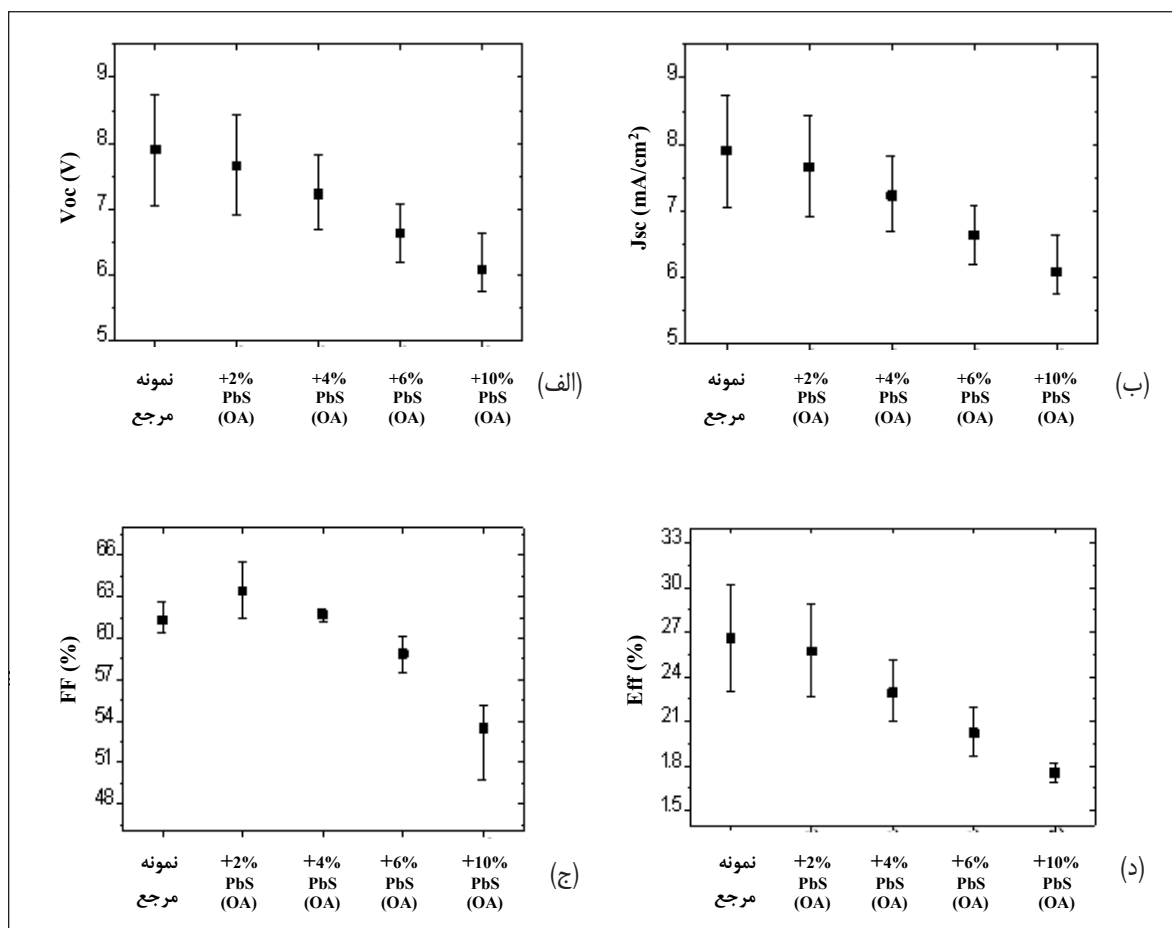 9
8
7
6
5
Voc (V)
نمونه مرجع
+2% PbS (OA)
+4% PbS (OA)
+6% PbS (OA)
+10% PbS (OA)
(الف)
9
8
7
6
5
Jsc (mA/cm²)
نمونه مرجع
+2% PbS (OA)
+4% PbS (OA)
+6% PbS (OA)
+10% PbS (OA)
(ب)
66
63
60
57
54
51
48
FF (%)
نمونه مرجع
+2% PbS (OA)
+4% PbS (OA)
+6% PbS (OA)
+10% PbS (OA)
(ج)
33
30
27
24
21
1.8
1.5
Eff (%)
نمونه مرجع
+2% PbS (OA)
+4% PbS (OA)
+6% PbS (OA)
+10% PbS (OA)
(د)